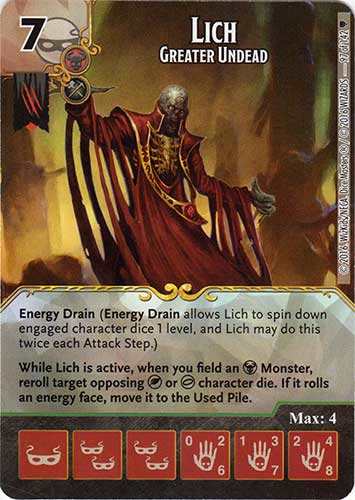 7
LICH
GREATER UNDEAD
Energy Drain (Energy Drain allows Lich to spin down
engaged character dice 1 level, and Lich may do this
twice each Attack Step.)
While Lich is active, when you field an Monster,
reroll target opposing or character die. If it rolls
an energy face, move it to the Used Pile.
Max: 4
0 2 6
1 3 7
2 4 8